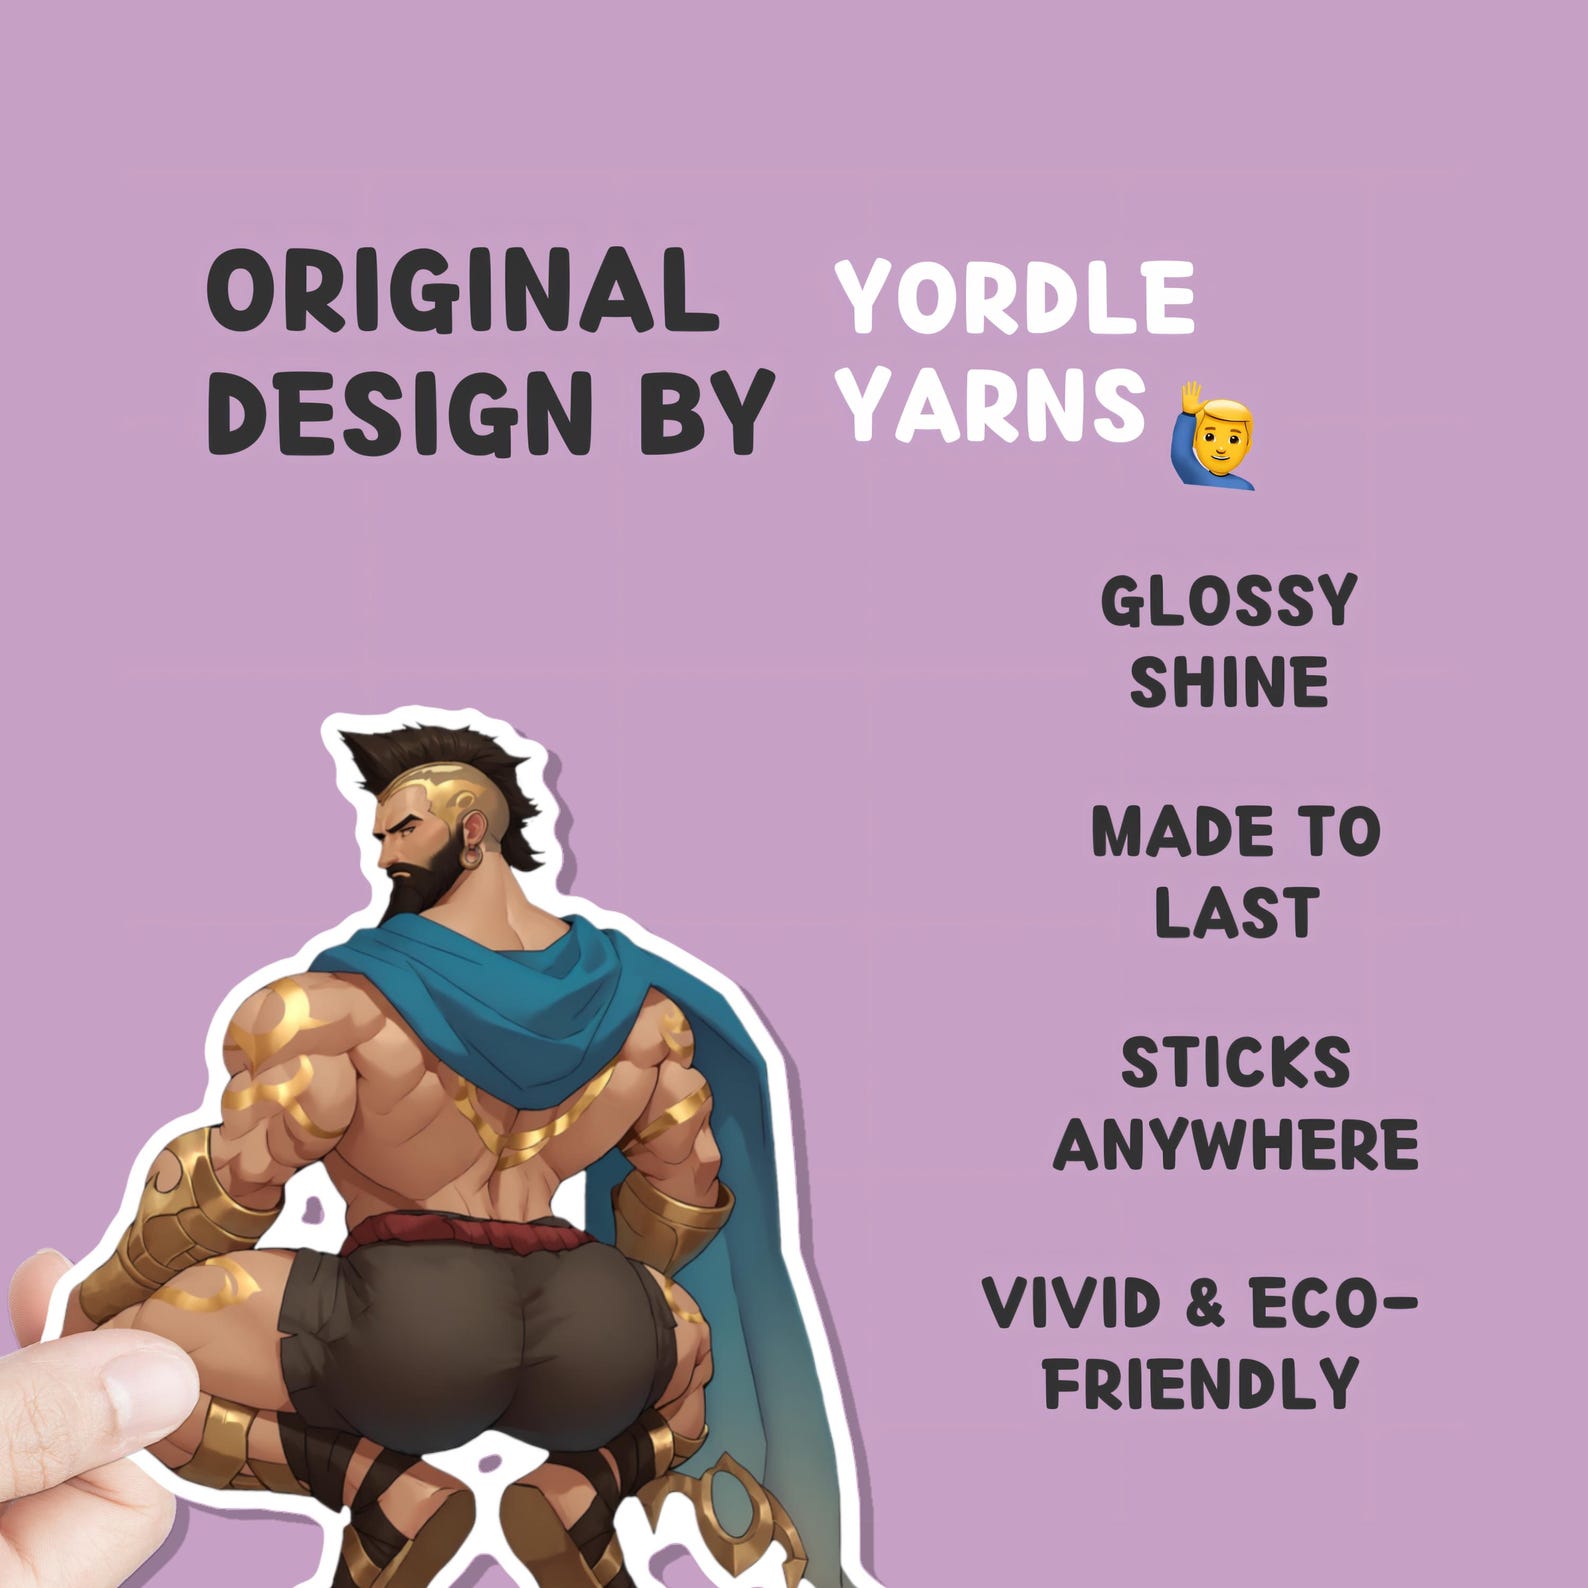 ORIGINAL
DESIGN BY
YORDLE
YARNS
GLOSSY
SHINE
MADE TO
LAST
STICKS
ANYWHERE
VIVID & ECO-
FRIENDLY